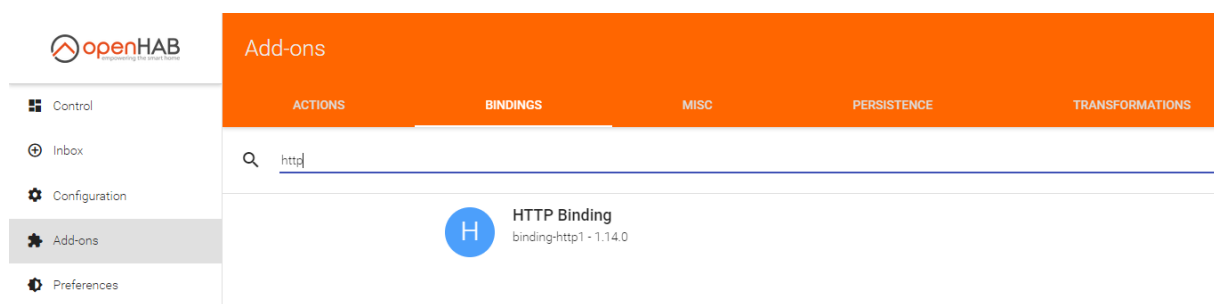 openHAB
empowering the smart home
Add-ons
Control
Inbox
Configuration
Add-ons
Preferences
ACTIONS
BINDINGS
MISC
PERSISTENCE
TRANSFORMATIONS
http
H
HTTP Binding
binding-http1 - 1.14.0